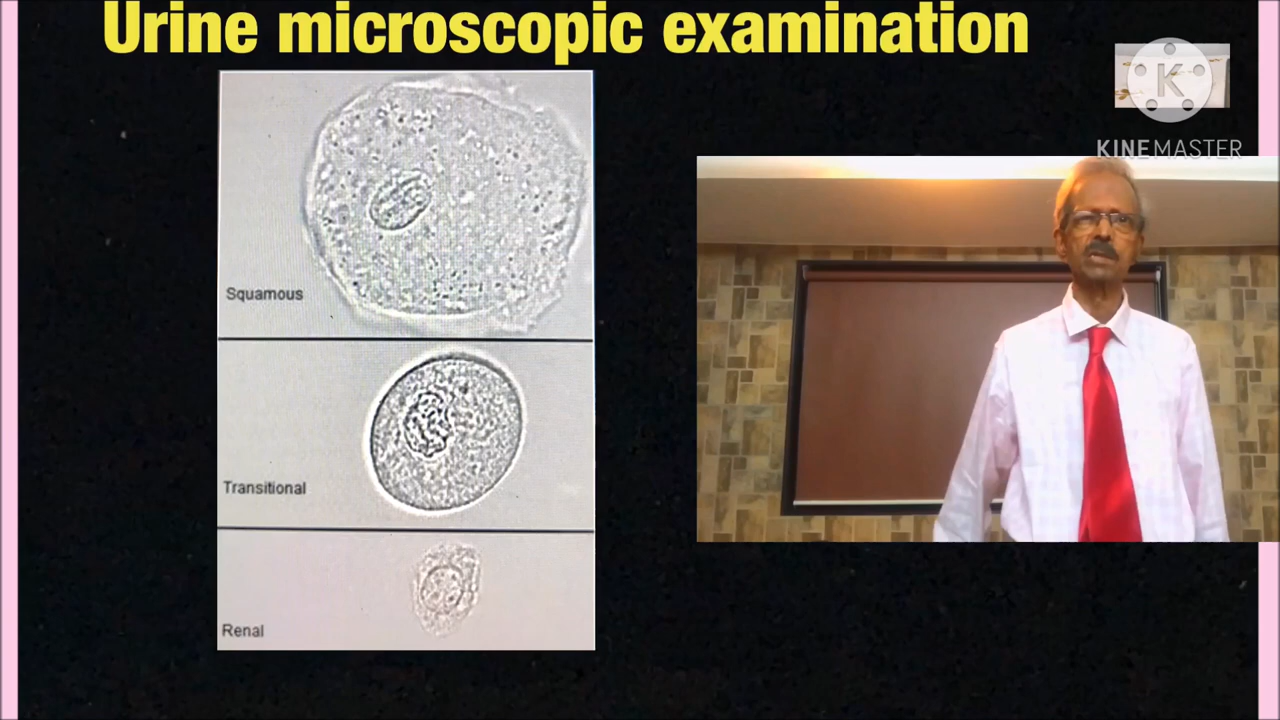 Urine microscopic examination
K
KINEMASTER
Squamous
Transitional
Renal